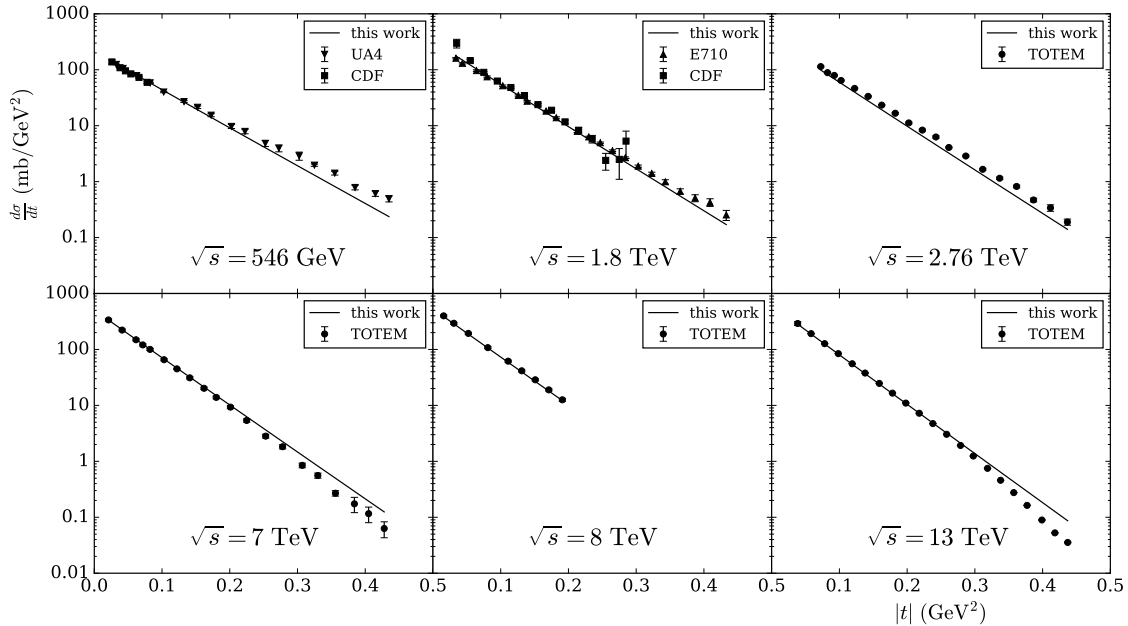 1000
100
10
1
0.1
dσ/dt (mb/GeV²)
this work
UA4
CDF
√s = 546 GeV
this work
E710
CDF
√s = 1.8 TeV
this work
TOTEM
√s = 2.76 TeV
1000
100
10
1
0.1
0.01
this work
TOTEM
√s = 7 TeV
this work
TOTEM
√s = 8 TeV
this work
TOTEM
√s = 13 TeV
0.0 0.1 0.2 0.3 0.4 0.5 0.1 0.2 0.3 0.4 0.5 0.1 0.2 0.3 0.4 0.5
|t| (GeV²)